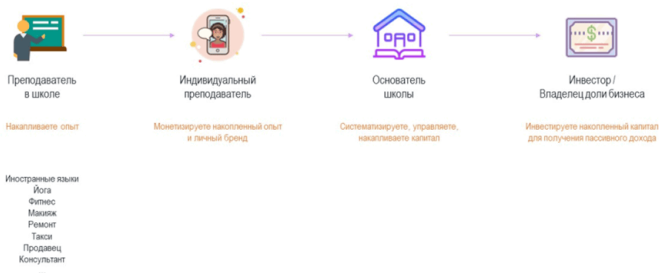 Преподаватель
в школе
Накапливаете опыт
Индивидуальный
преподаватель
Монетизируете накопленный опыт
и личный бренд
Основатель
школы
Систематизируете, управляете,
накапливаете капитал
Инвестор /
Владелец доли бизнеса
Инвестируете накопленный капитал
для получения пассивного дохода
Иностранные языки
Йога
Фитнес
Макияж
Ремонт
Такси
Продавец
Консультант
...